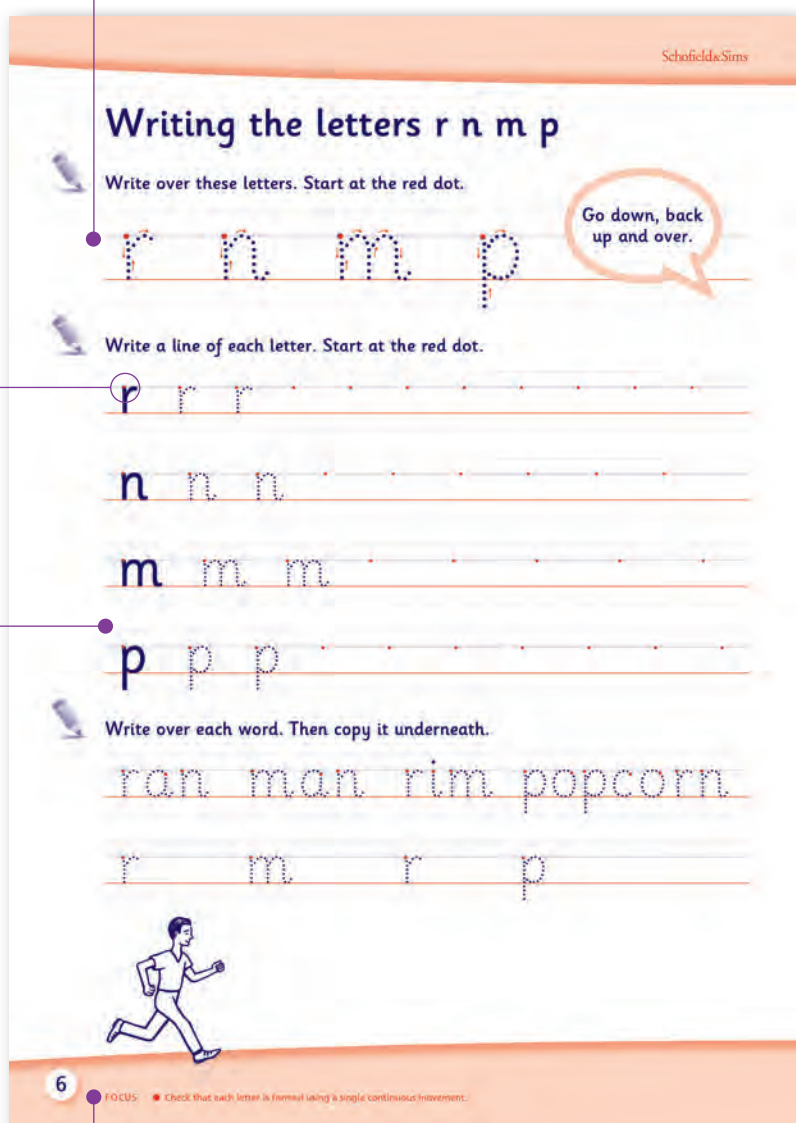 Schofield&Sims
Writing the letters r n m p
Write over these letters. Start at the red dot.
Go down, back
up and over.
r n m p
Write a line of each letter. Start at the red dot.
r r r
n n n
m m m
p p p
Write over each word. Then copy it underneath.
ran man rim popcorn
r m r p
6
FOCUS • Check that each letter is formed using a single continuous movement.